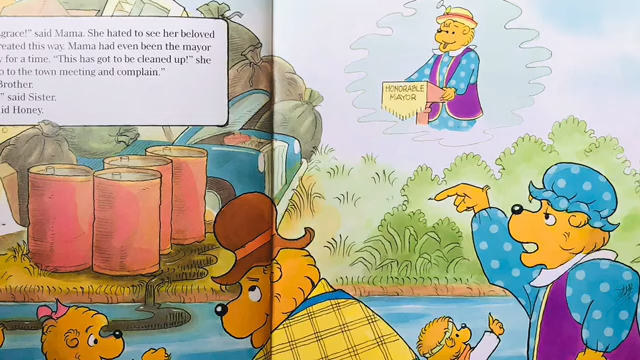 grace!” said Mama. She hated to see her beloved
reated this way. Mama had even been the mayor
y for a time. “This has got to be cleaned up!” she
o to the town meeting and complain.”
Brother.
” said Sister.
id Honey.
HONORABLE
MAYOR